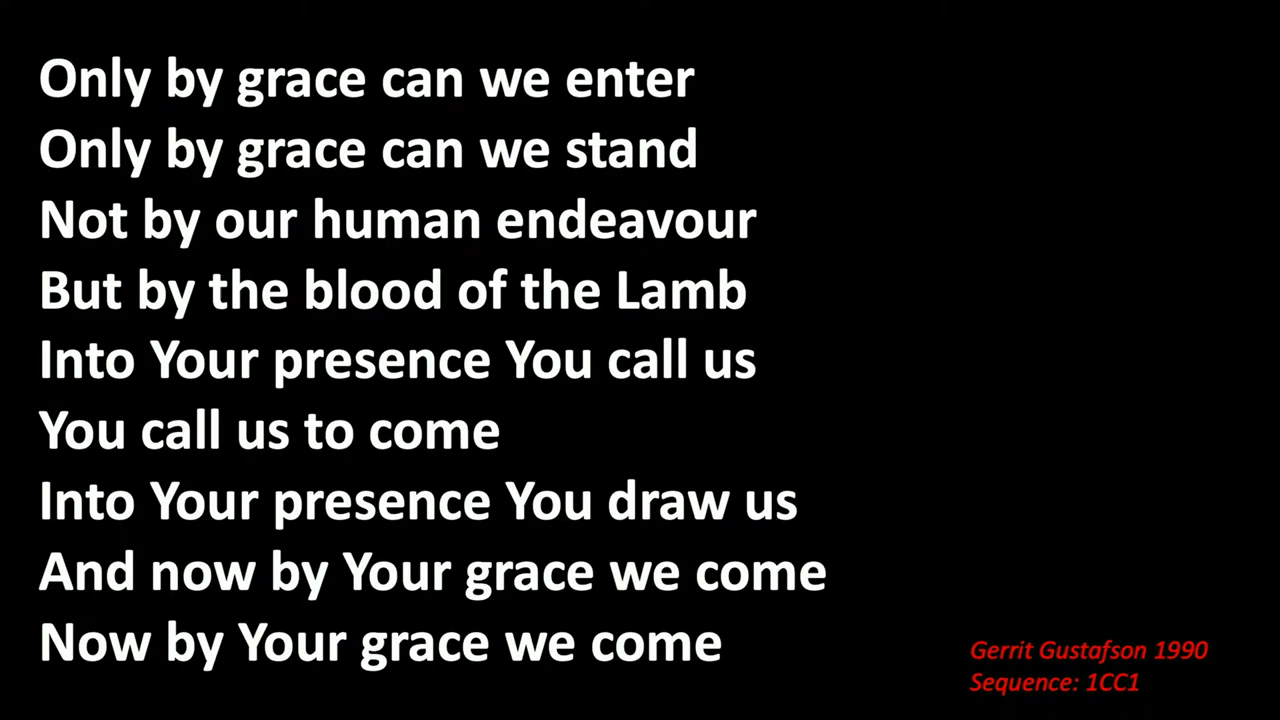 Only by grace can we enter
Only by grace can we stand
Not by our human endeavour
But by the blood of the Lamb
Into Your presence You call us
You call us to come
Into Your presence You draw us
And now by Your grace we come
Now by Your grace we come
Gerrit Gustafson 1990
Sequence: 1CC1